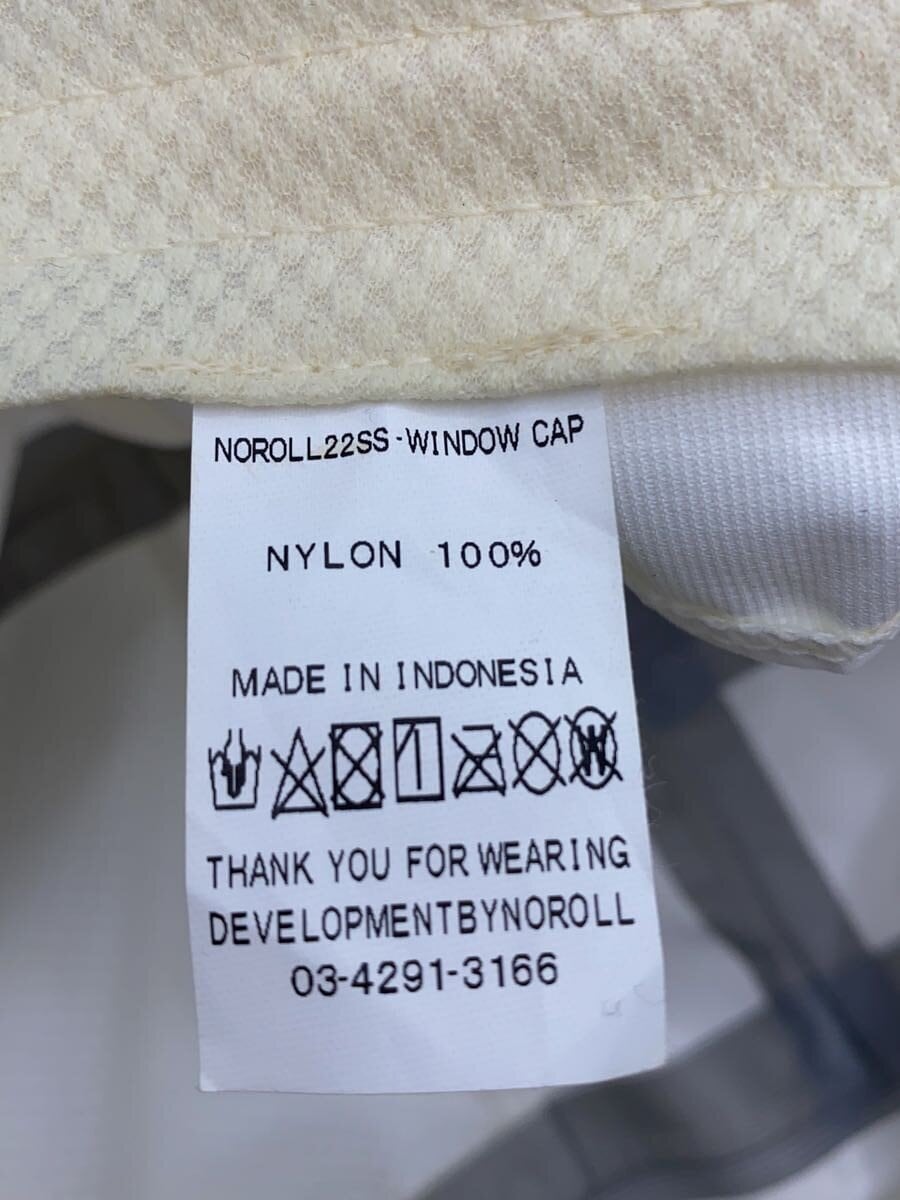 NOROLL22SS-WINDOW CAP
NYLON 100%
MADE IN INDONESIA
THANK YOU FOR WEARING
DEVELOPMENTBYNOROLL
03-4291-3166